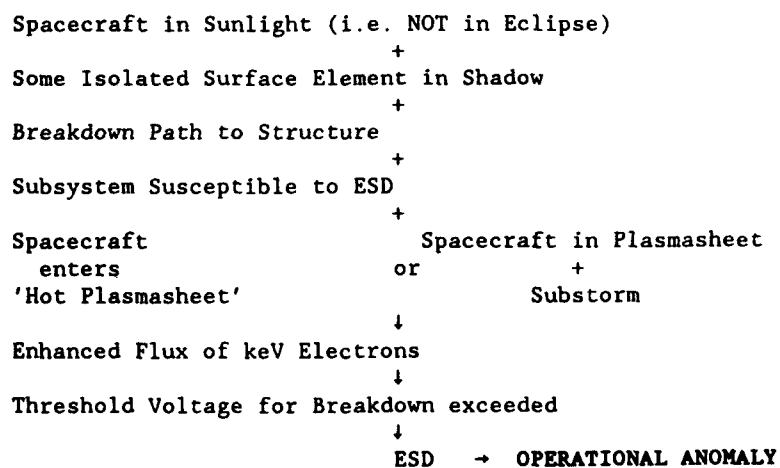 Spacecraft in Sunlight (i.e. NOT in Eclipse)
+
Some Isolated Surface Element in Shadow
+
Breakdown Path to Structure
+
Subsystem Susceptible to ESD
+
Spacecraft Spacecraft in Plasmasheet
enters or +
'Hot Plasmasheet' Substorm
↓
Enhanced Flux of keV Electrons
↓
Threshold Voltage for Breakdown exceeded
↓
ESD → OPERATIONAL ANOMALY